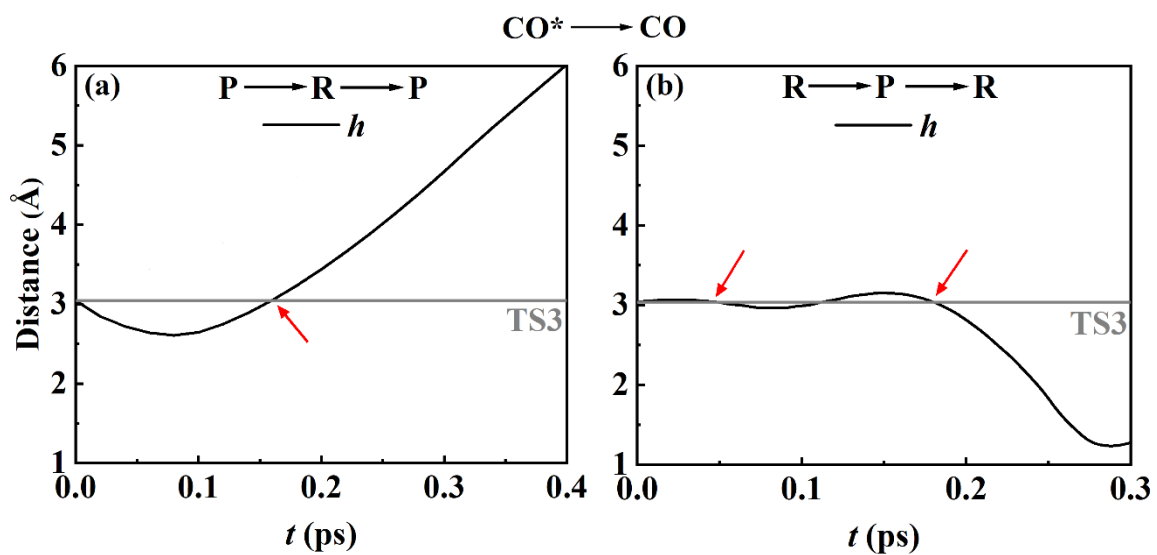 CO* ⟶ CO
(a)
P ⟶ R ⟶ P
h
6
5
4
3
2
1
Distance (Å)
TS3
0.0 0.1 0.2 0.3 0.4
t (ps)
(b)
R ⟶ P ⟶ R
h
6
5
4
3
2
1
TS3
0.0 0.1 0.2 0.3
t (ps)